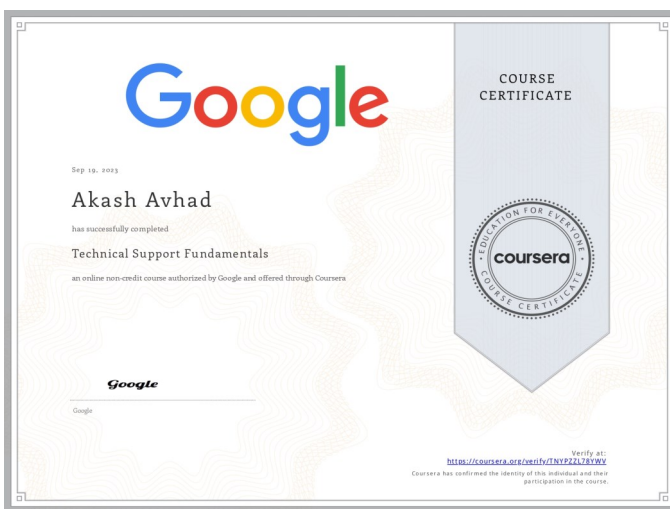 Google
COURSE
CERTIFICATE
Sep 19, 2023
Akash Avhad
has successfully completed
Technical Support Fundamentals
an online non-credit course authorized by Google and offered through Coursera
EDUCATION FOR EVERYONE
coursera
COURSE CERTIFICATE
Google
Google
Verify at:
https://coursera.org/verify/TNYPZZL78YWV
Coursera has confirmed the identity of this individual and their
participation in the course.